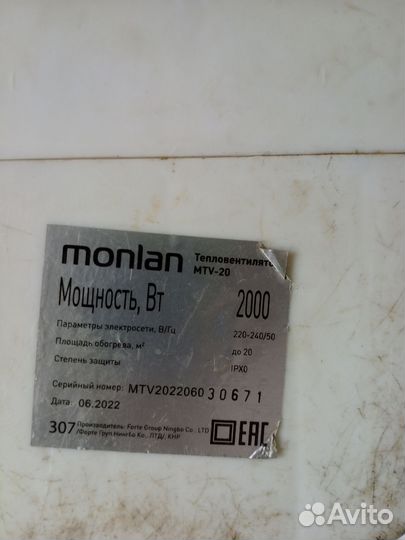 monlan
Тепловентилято
MTV-20
Мощность, Вт 2000
Параметры электросети, В/Гц 220-240/50
Площадь обогрева, м² до 20
Степень защиты IPX0
Серийный номер: MTV2022060 30671
Дата: 06.2022
307 Производитель: Forte Group Ningbo Co., LTD
/Форте Груп Нингбо Ко., ЛТД/, КНР
EAC
Avito